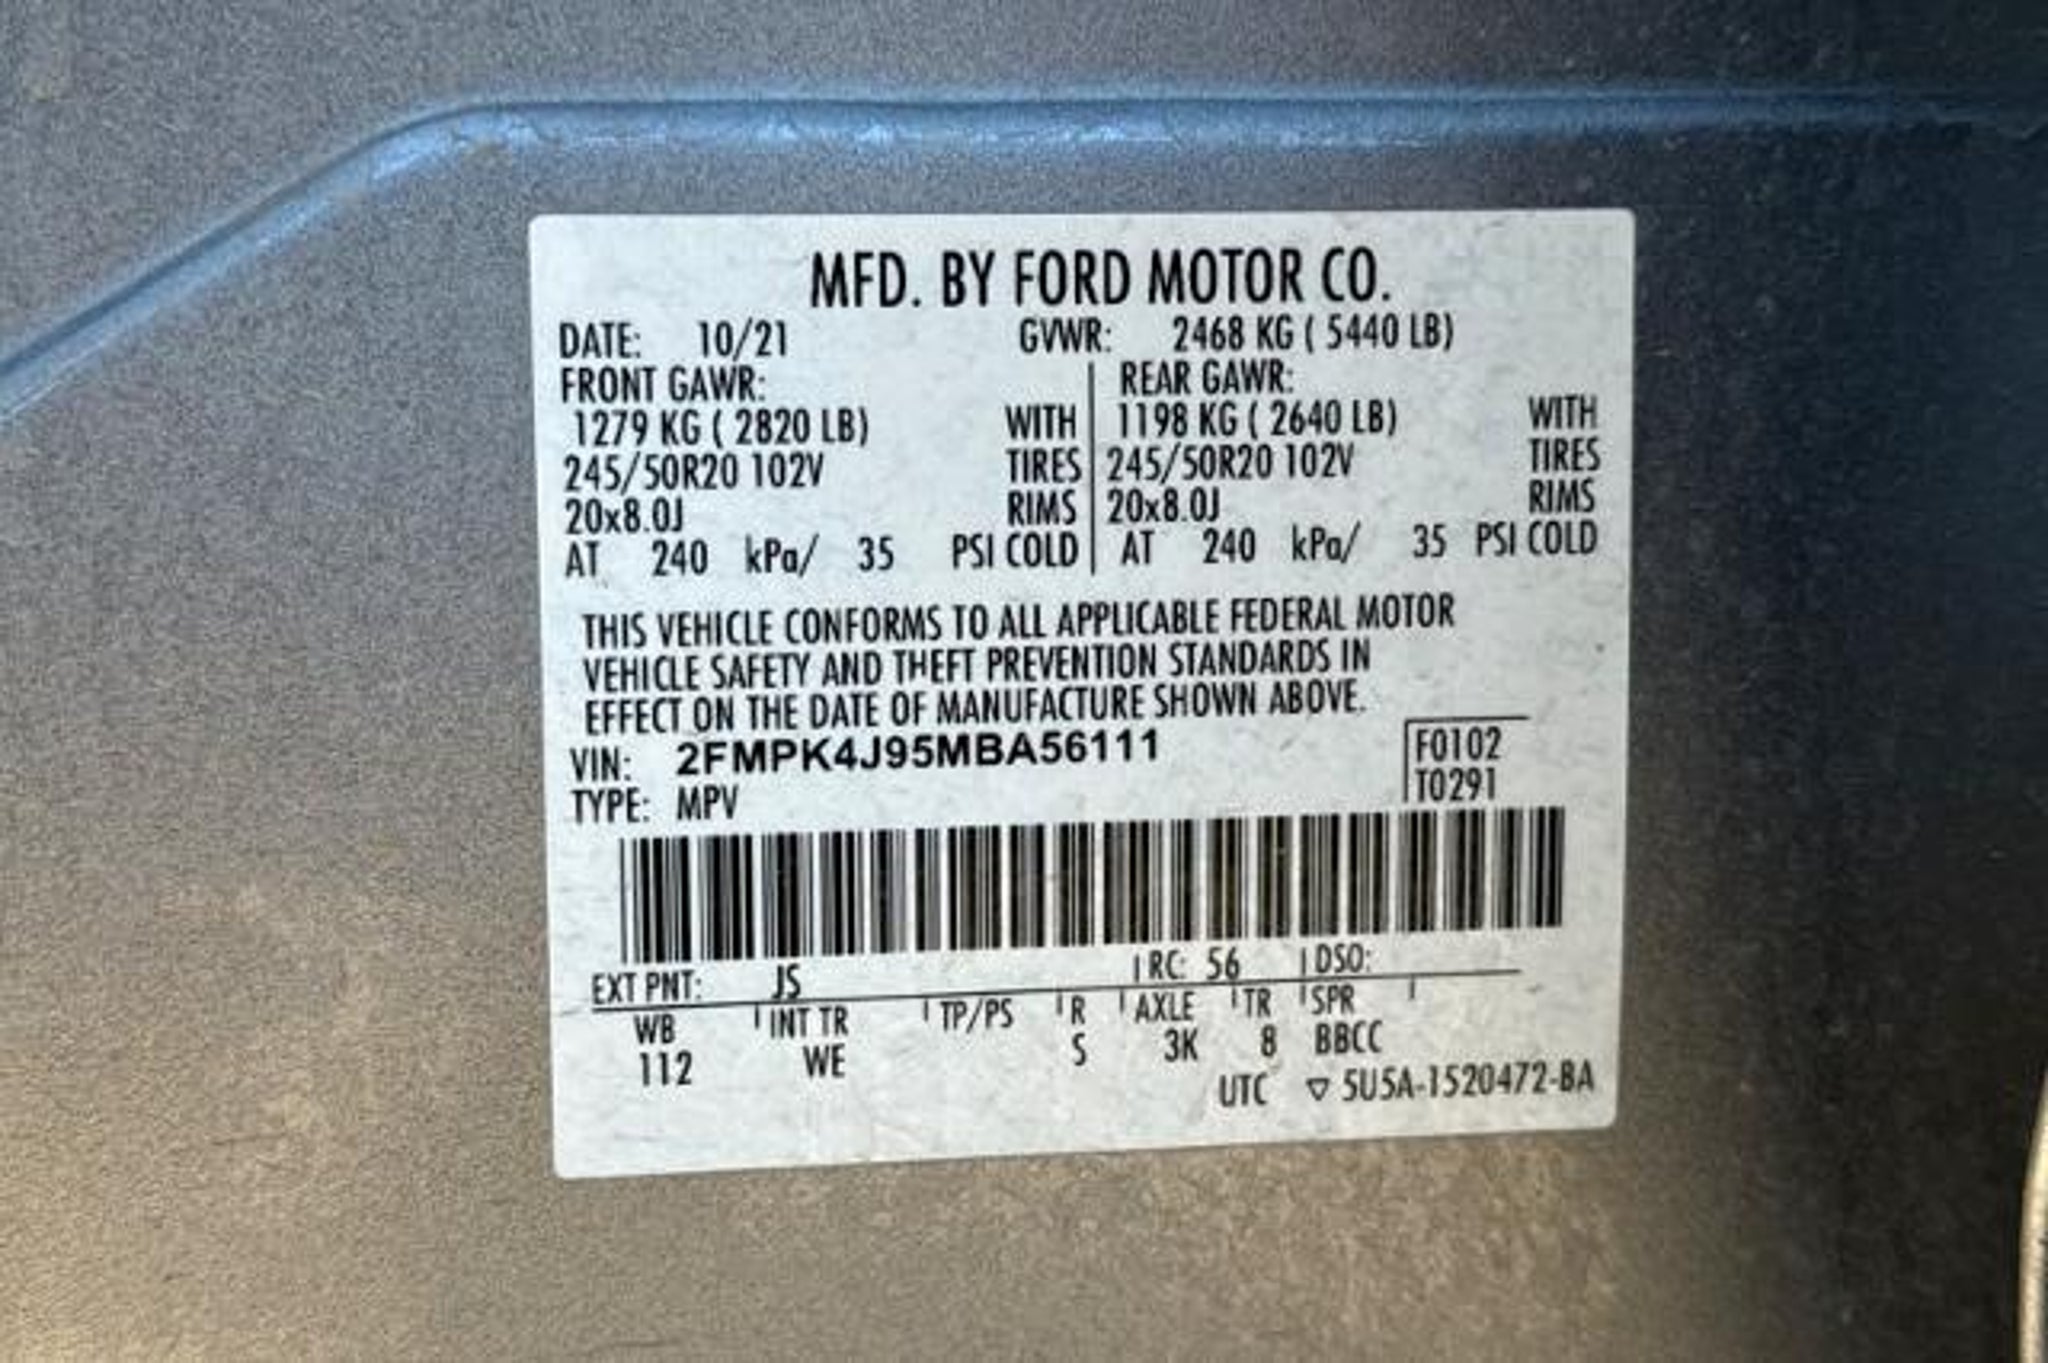 MFD. BY FORD MOTOR CO.
DATE: 10/21 GVWR: 2468 KG ( 5440 LB)
FRONT GAWR: REAR GAWR:
1279 KG ( 2820 LB) WITH 1198 KG ( 2640 LB) WITH
245/50R20 102V TIRES 245/50R20 102V TIRES
20x8.0J RIMS 20x8.0J RIMS
AT 240 kPa/ 35 PSI COLD AT 240 kPa/ 35 PSI COLD
THIS VEHICLE CONFORMS TO ALL APPLICABLE FEDERAL MOTOR
VEHICLE SAFETY AND THEFT PREVENTION STANDARDS IN
EFFECT ON THE DATE OF MANUFACTURE SHOWN ABOVE.
VIN: 2FMPK4J95MBA56111 F0102
TYPE: MPV T0291
EXT PNT: JS RC: 56 DSO:
WB INT TR TP/PS R AXLE TR SPR
112 WE S 3K 8 BBCC
UTC ▽ 5U5A-1520472-BA